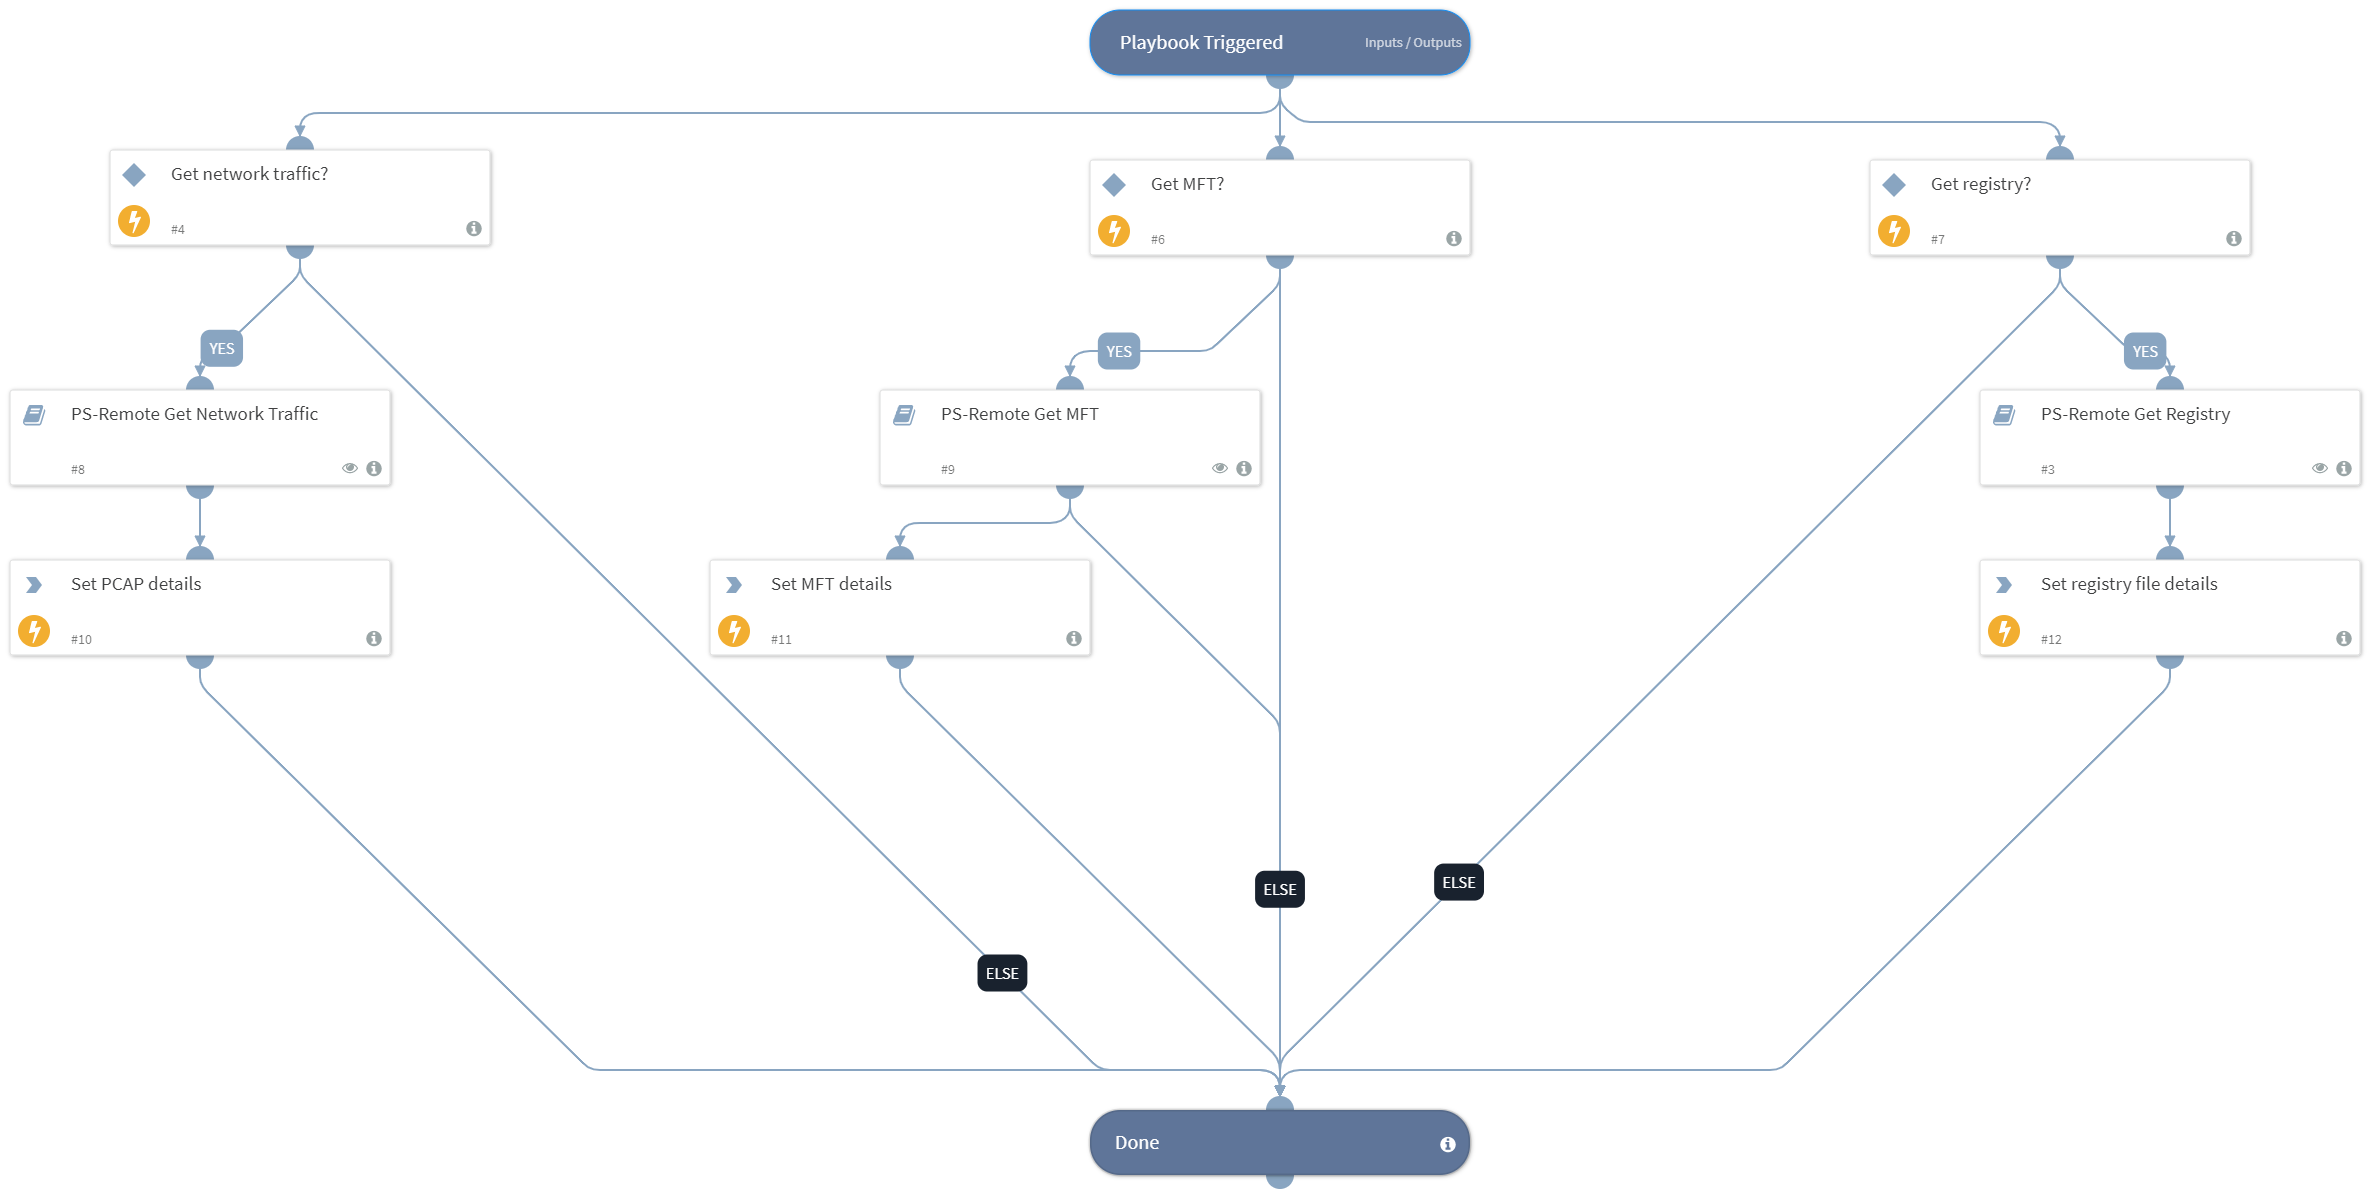 Playbook Triggered
Inputs / Outputs
Get network traffic?
#4
Get MFT?
#6
Get registry?
#7
YES
YES
YES
PS-Remote Get Network Traffic
#8
PS-Remote Get MFT
#9
PS-Remote Get Registry
#3
Set PCAP details
#10
Set MFT details
#11
Set registry file details
#12
ELSE
ELSE
ELSE
Done